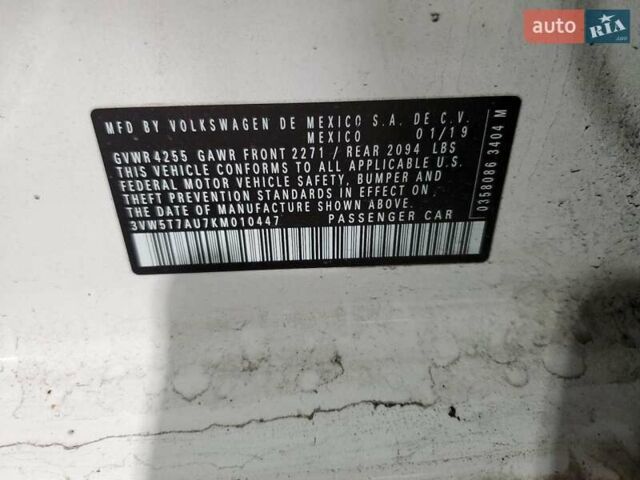 auto RIA.com
MFD BY VOLKSWAGEN DE MEXICO S.A. DE C.V.
MEXICO 01/19
GVWR 4255 GAWR FRONT 2271 / REAR 2094 LBS
THIS VEHICLE CONFORMS TO ALL APPLICABLE U.S.
FEDERAL MOTOR VEHICLE SAFETY, BUMPER AND
THEFT PREVENTION STANDARDS IN EFFECT ON
THE DATE OF MANUFACTURE SHOWN ABOVE.
3VW5T7AU7KM010447 PASSENGER CAR
0358086 3404 M